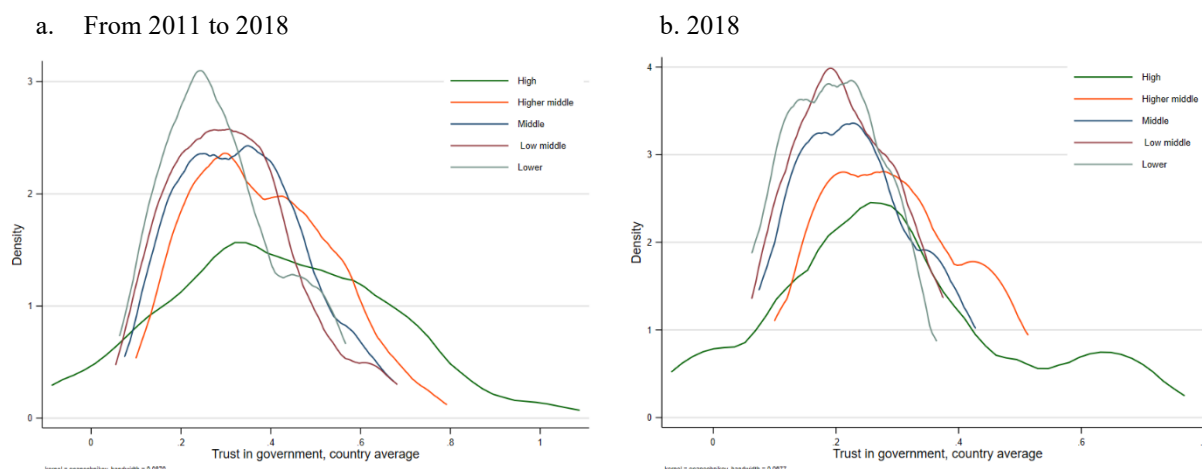 a. From 2011 to 2018
b. 2018
High
Higher middle
Middle
Low middle
Lower
Density
3
2
1
0
0
.2
.4
.6
.8
1
Trust in government, country average
High
Higher middle
Middle
Low middle
Lower
Density
4
3
2
1
0
0
.2
.4
.6
Trust in government, country average